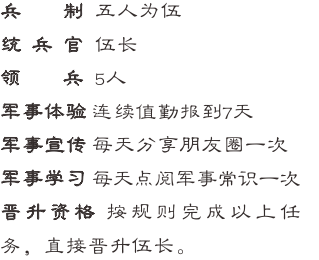 兵制 五人为伍
统兵官 伍长
领兵 5人
军事体验 连续值勤报到7天
军事宣传 每天分享朋友圈一次
军事学习 每天点阅军事常识一次
晋升资格 按规则完成以上任
务，直接晋升伍长。